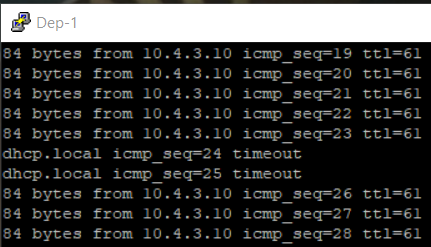 Dep-1
84 bytes from 10.4.3.10 icmp_seq=19 ttl=61
84 bytes from 10.4.3.10 icmp_seq=20 ttl=61
84 bytes from 10.4.3.10 icmp_seq=21 ttl=61
84 bytes from 10.4.3.10 icmp_seq=22 ttl=61
84 bytes from 10.4.3.10 icmp_seq=23 ttl=61
dhcp.local icmp_seq=24 timeout
dhcp.local icmp_seq=25 timeout
84 bytes from 10.4.3.10 icmp_seq=26 ttl=61
84 bytes from 10.4.3.10 icmp_seq=27 ttl=61
84 bytes from 10.4.3.10 icmp_seq=28 ttl=61